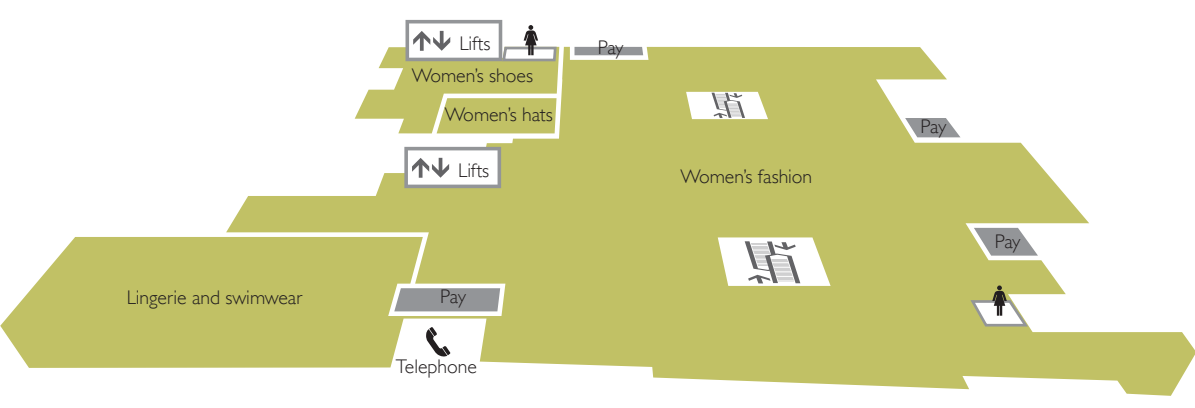 Lifts
Pay
Women's shoes
Women's hats
Pay
Lifts
Women's fashion
Pay
Lingerie and swimwear
Pay
Telephone